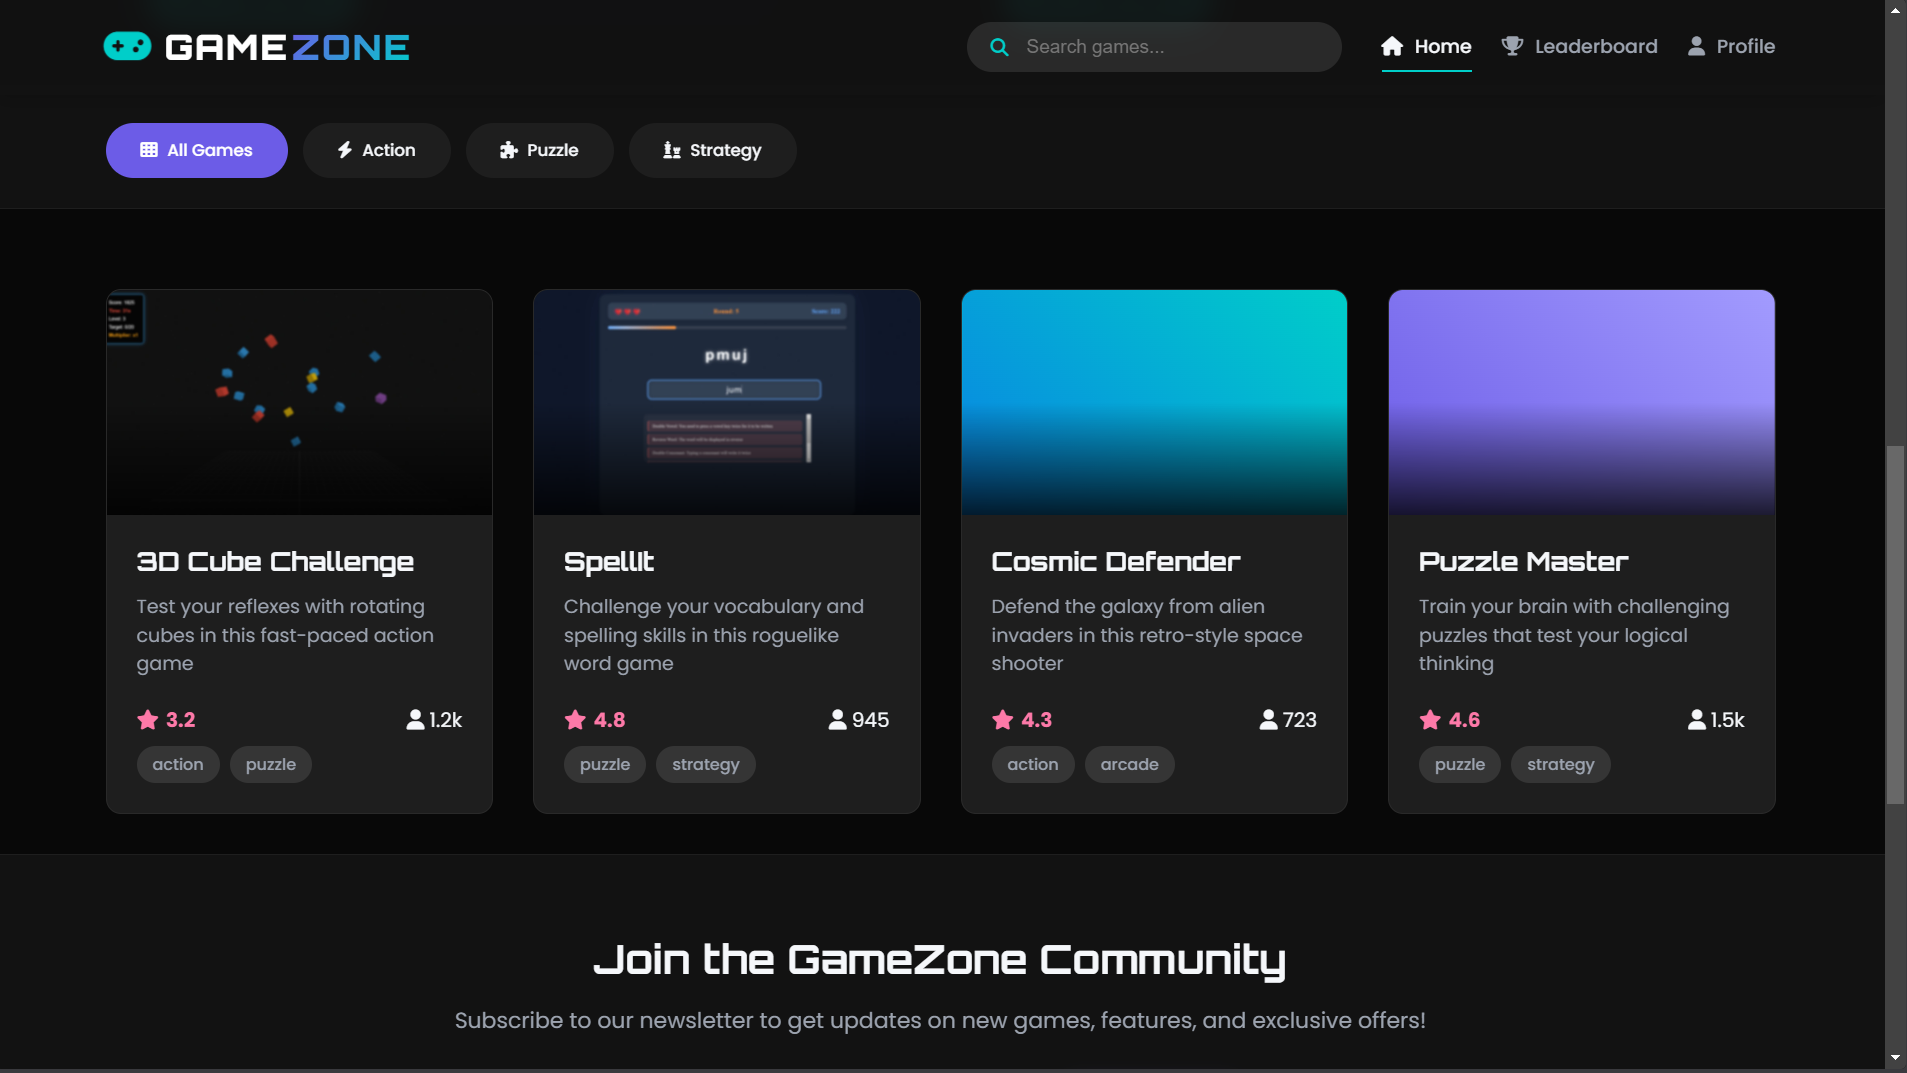 GAMEZONE
Search games...
Home
Leaderboard
Profile
All Games
Action
Puzzle
Strategy
pmuj
3D Cube Challenge
Test your reflexes with rotating
cubes in this fast-paced action
game
3.2
1.2k
action
puzzle
SpellIt
Challenge your vocabulary and
spelling skills in this roguelike
word game
4.8
945
puzzle
strategy
Cosmic Defender
Defend the galaxy from alien
invaders in this retro-style space
shooter
4.3
723
action
arcade
Puzzle Master
Train your brain with challenging
puzzles that test your logical
thinking
4.6
1.5k
puzzle
strategy
Join the GameZone Community
Subscribe to our newsletter to get updates on new games, features, and exclusive offers!